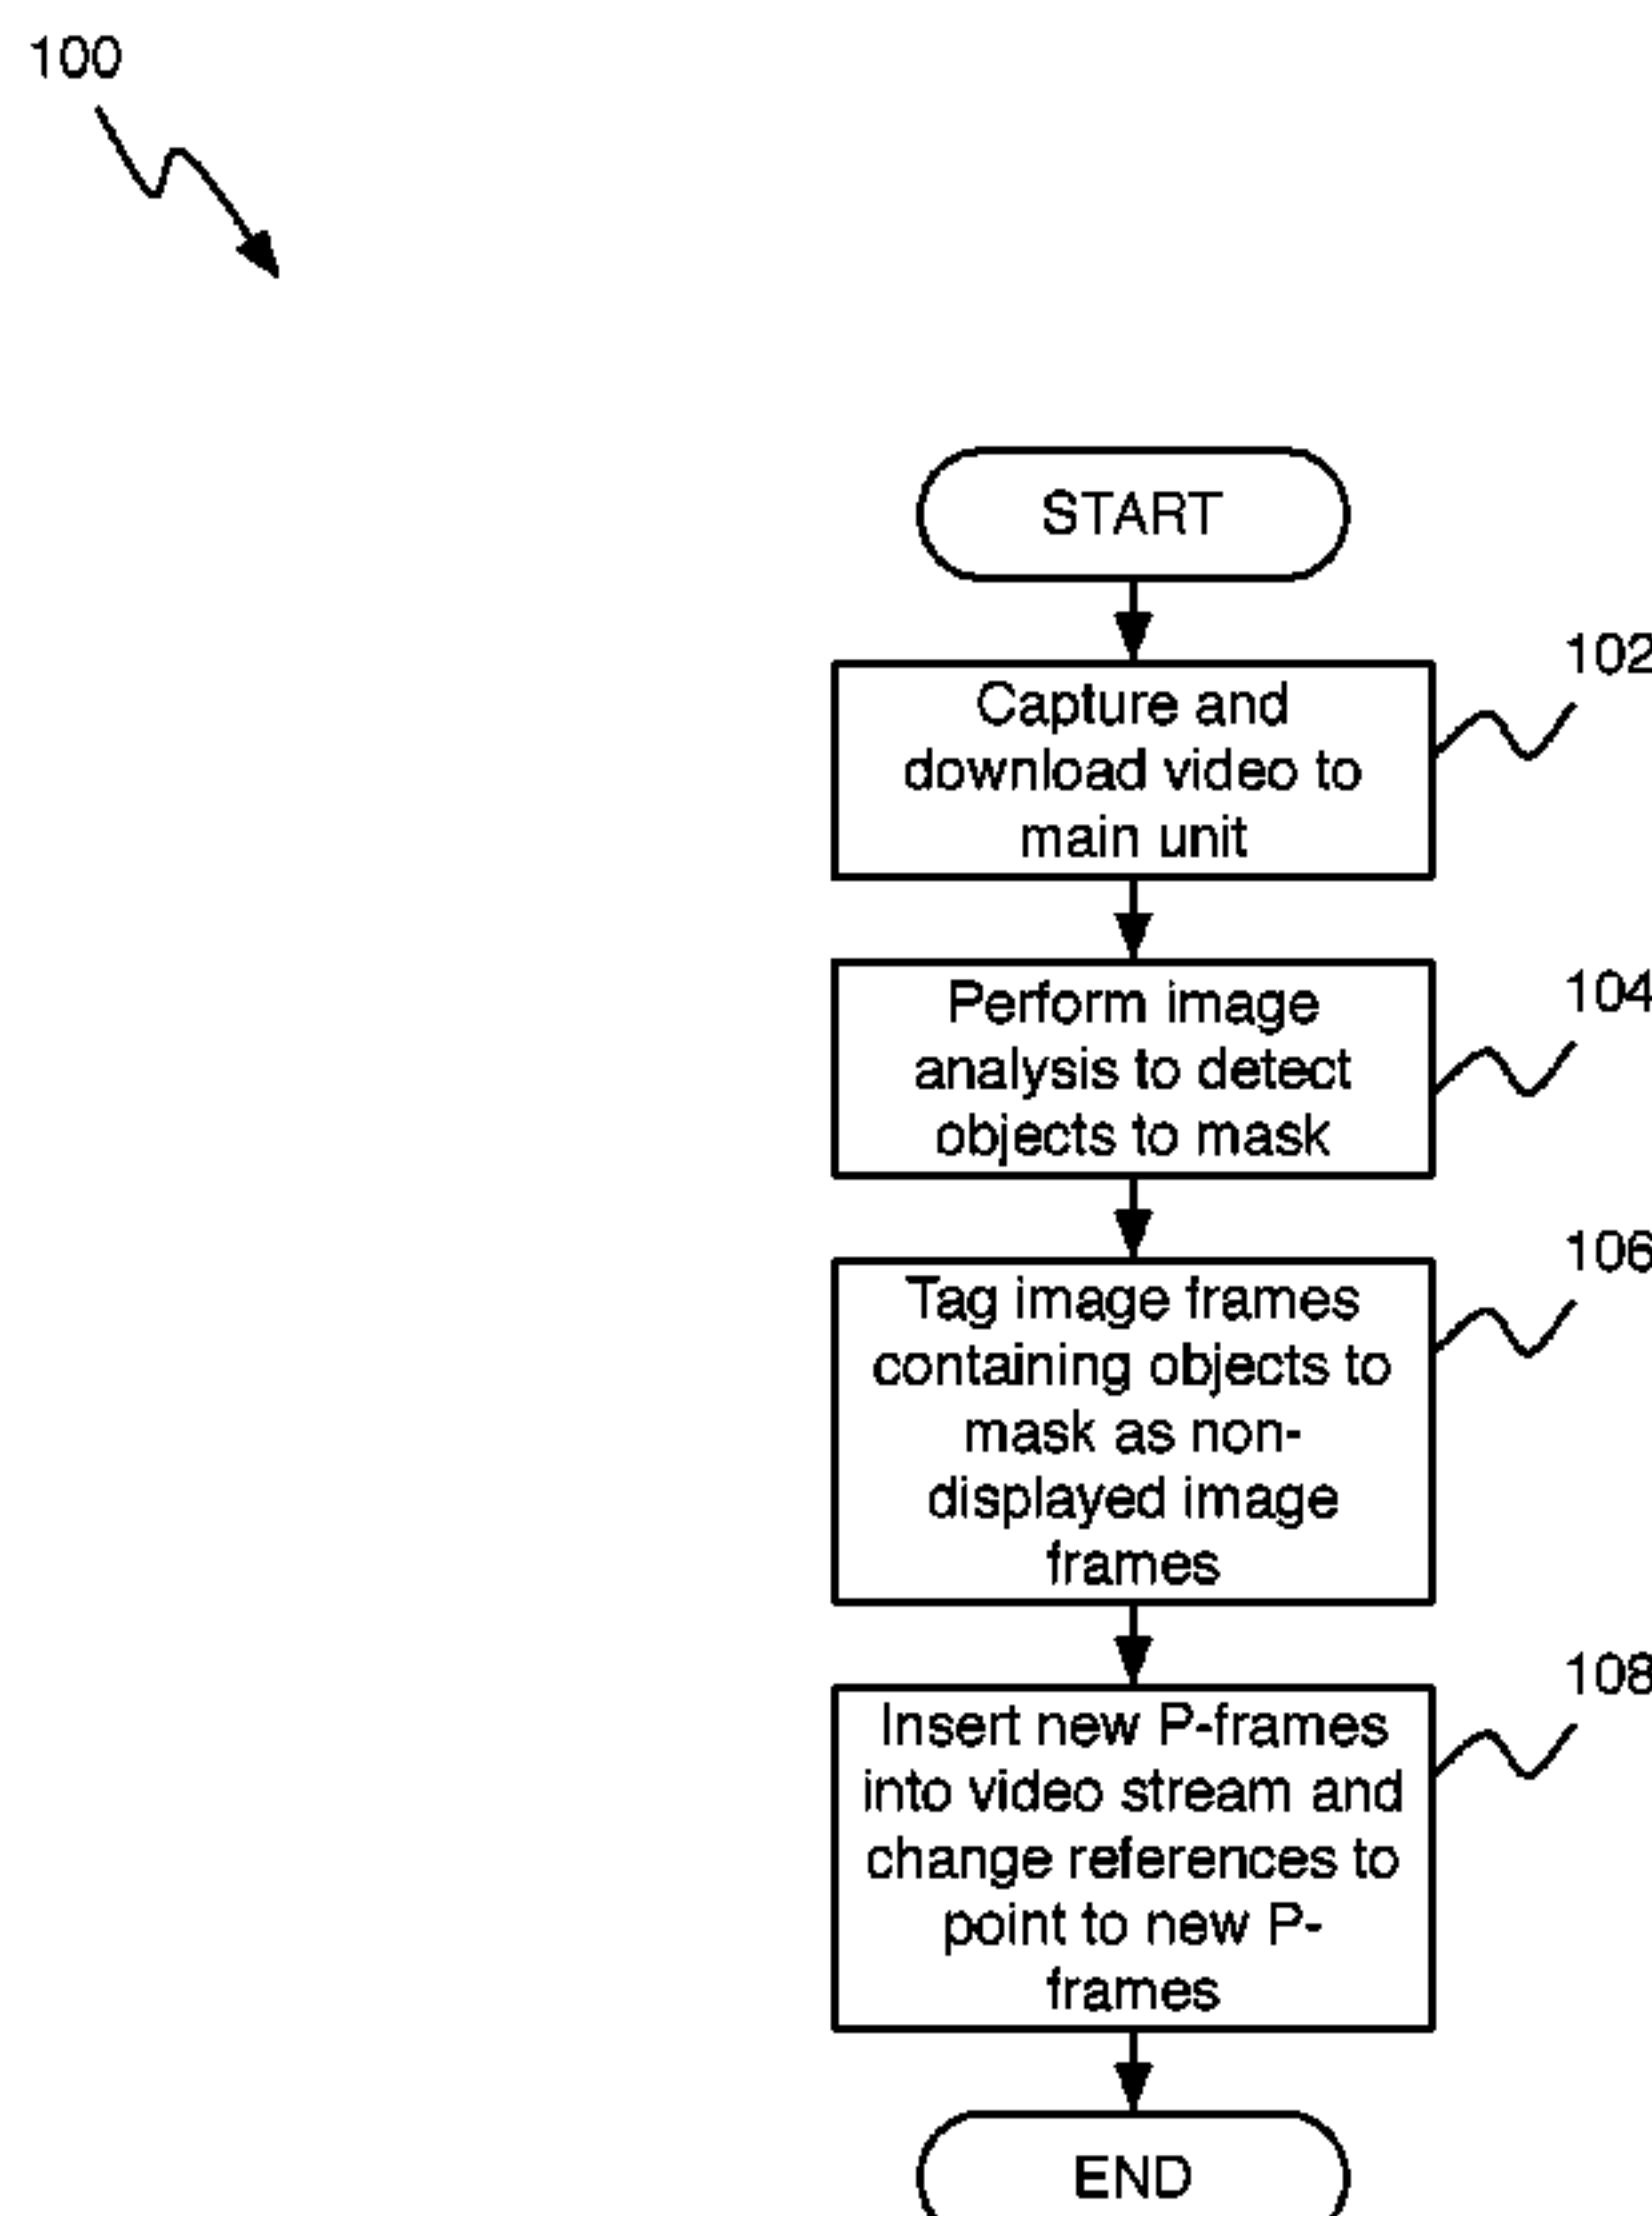 100
START
102
Capture and
download video to
main unit
104
Perform image
analysis to detect
objects to mask
106
Tag image frames
containing objects to
mask as non-
displayed image
frames
108
Insert new P-frames
into video stream and
change references to
point to new P-
frames
END